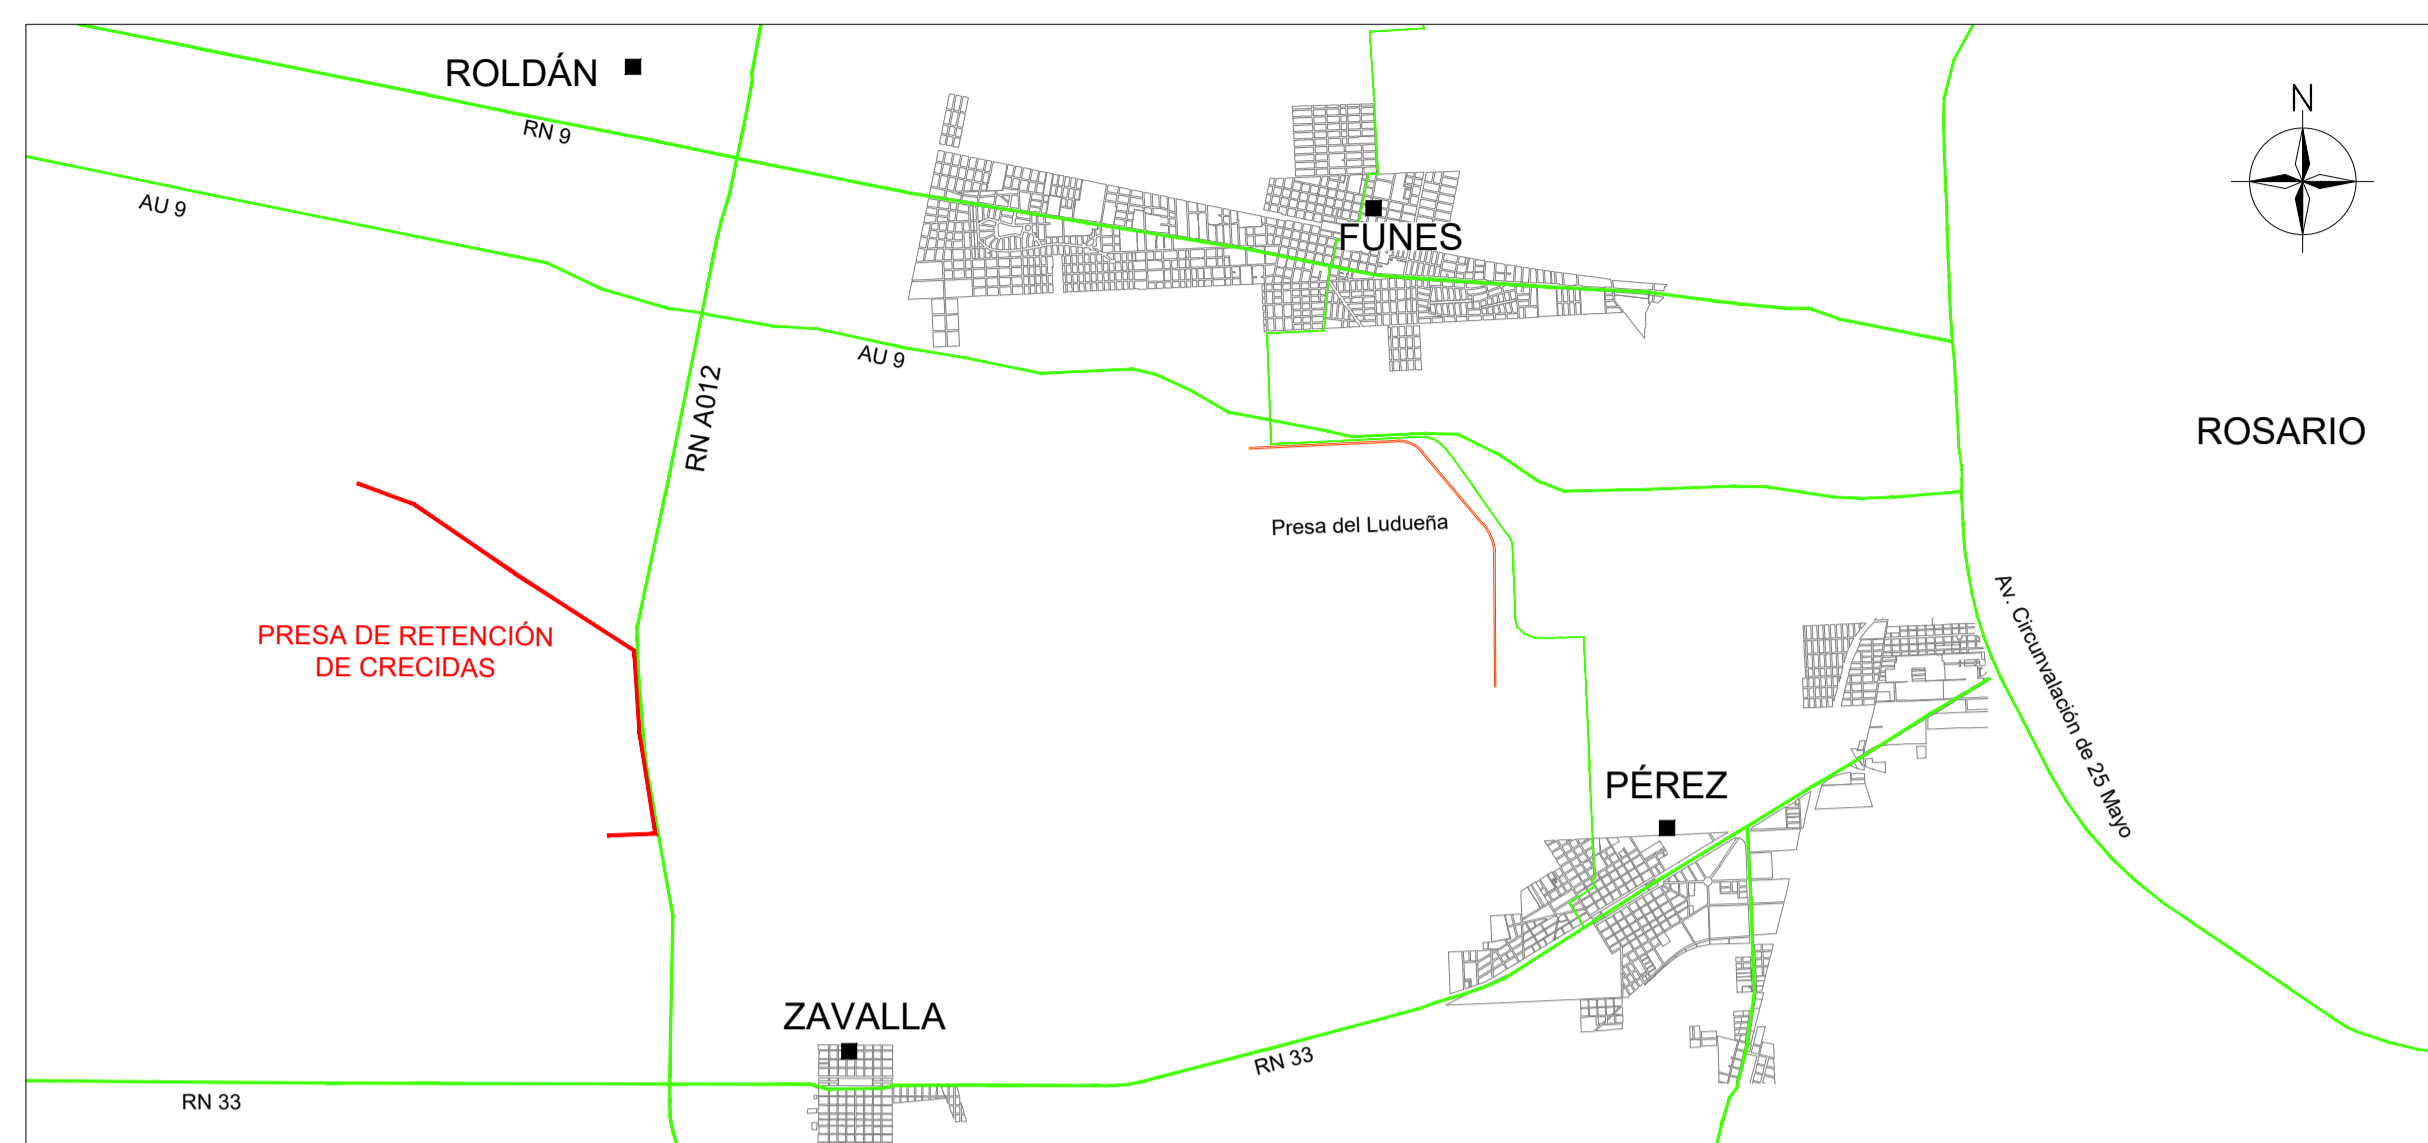 ROLDÁN
N
RN 9
AU 9
FUNES
AU 9
RN A012
ROSARIO
Presa del Ludueña
Av. Circunvalación de 25 Mayo
PRESA DE RETENCIÓN
DE CRECIDAS
PÉREZ
ZAVALLA
RN 33
RN 33